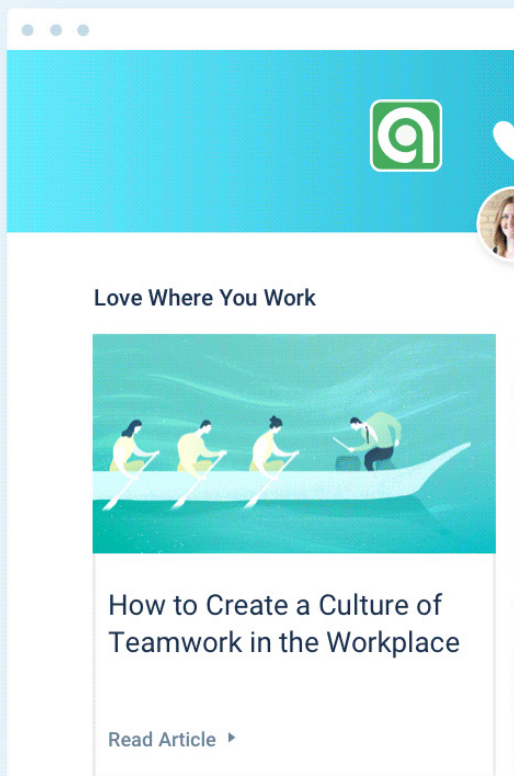 Love Where You Work
How to Create a Culture of
Teamwork in the Workplace
Read Article